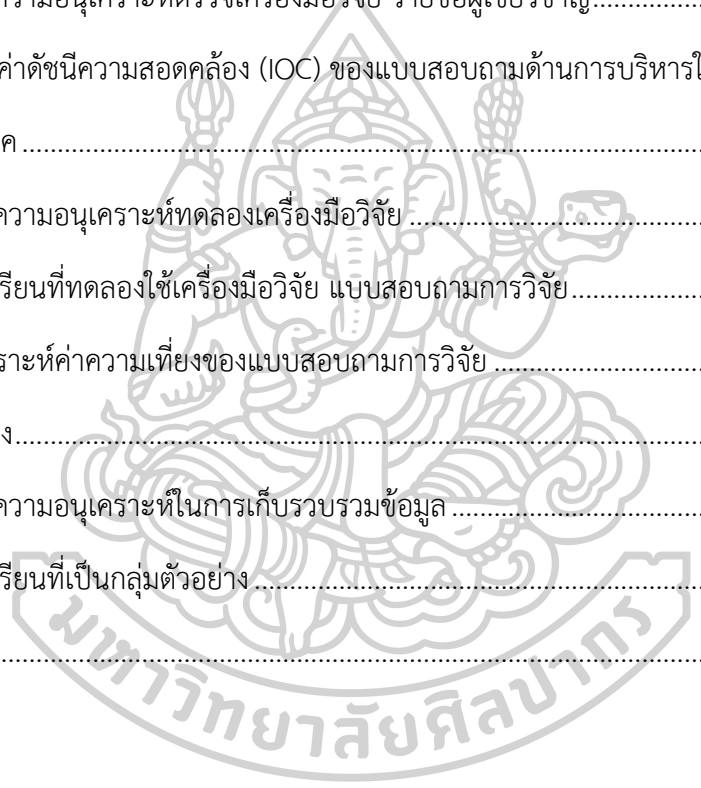 ความอนุเคราะห์ตรวจเครื่องมือวิจัย รายชื่อผู้เชี่ยวชาญ
ค่าดัชนีความสอดคล้อง (IOC) ของแบบสอบถามด้านการบริหารใ
ค
ความอนุเคราะห์ทดลองเครื่องมือวิจัย
รียนที่ทดลองใช้เครื่องมือวิจัย แบบสอบถามการวิจัย
ราะห์ค่าความเที่ยงของแบบสอบถามการวิจัย
ง
ความอนุเคราะห์ในการเก็บรวบรวมข้อมูล
รียนที่เป็นกลุ่มตัวอย่าง
มหาวิทยาลัยศิลปากร